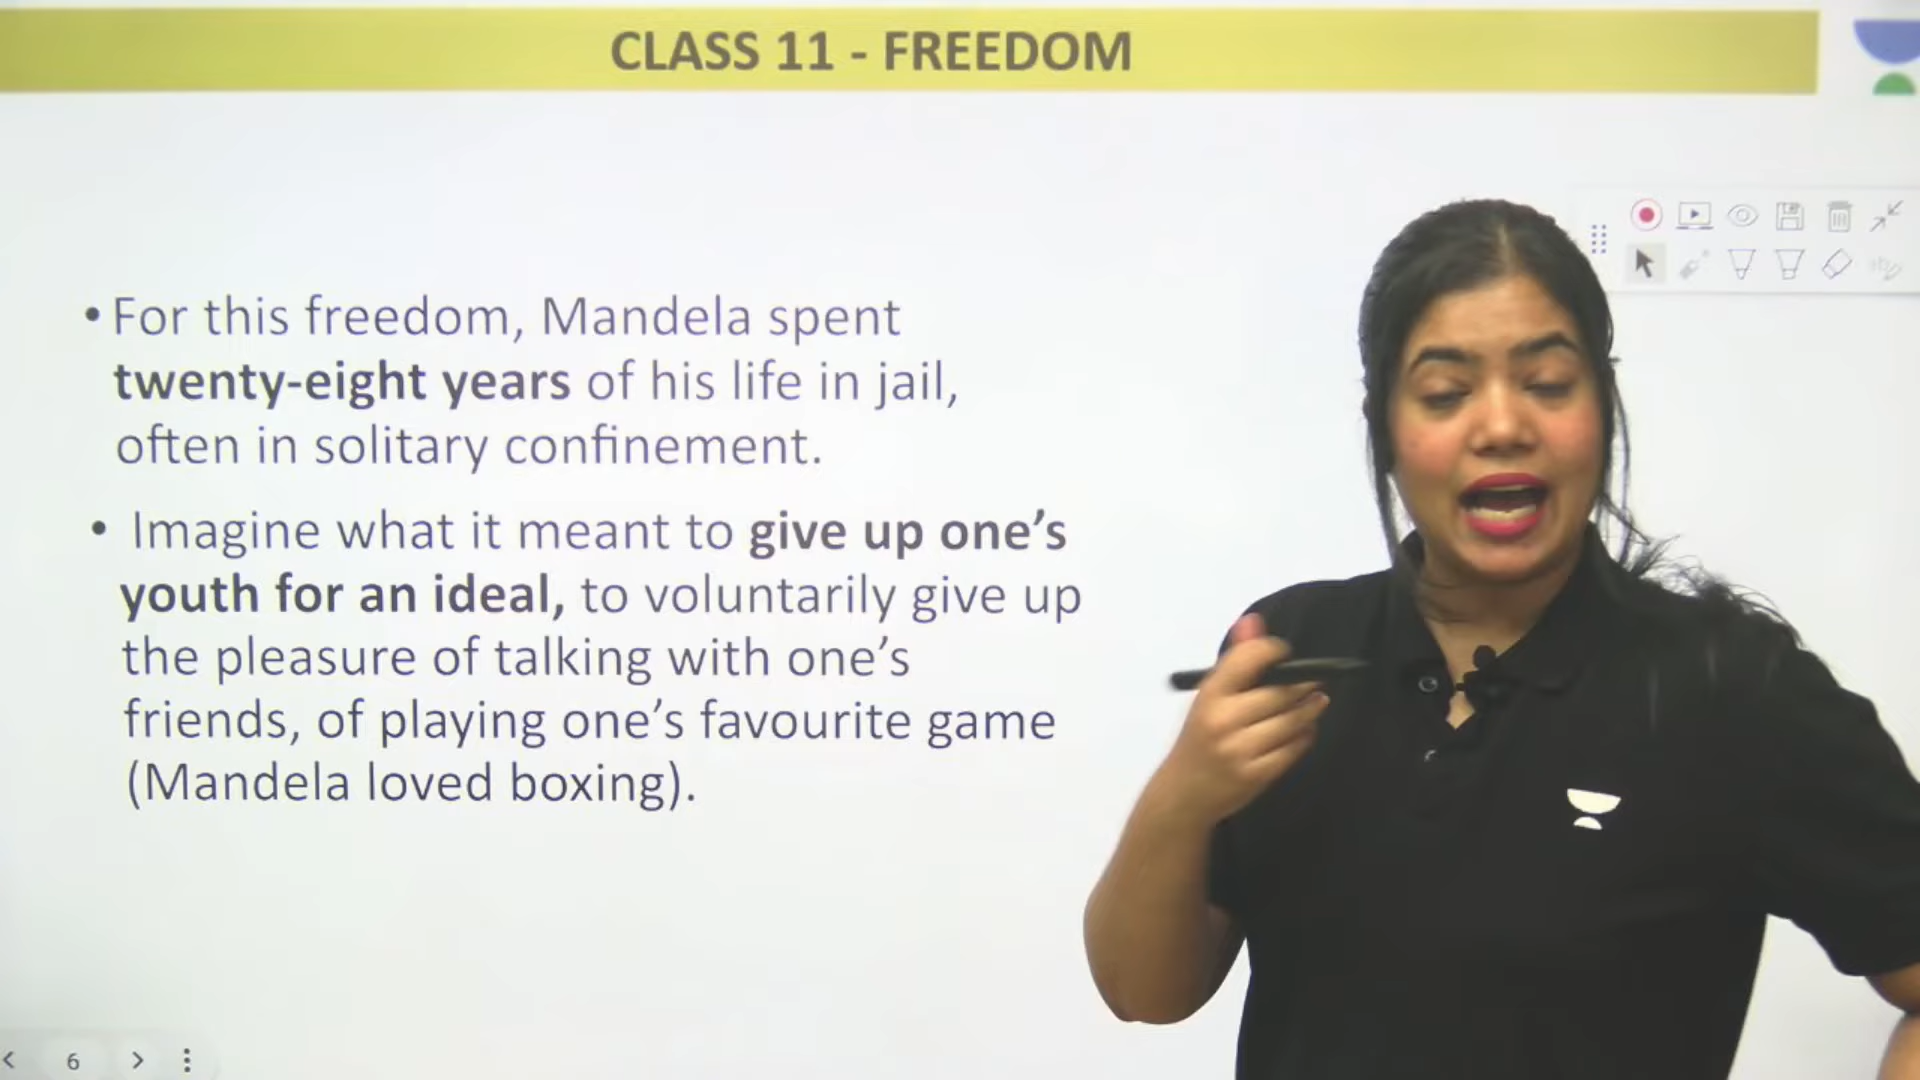 CLASS 11 - FREEDOM
• For this freedom, Mandela spent
twenty-eight years of his life in jail,
often in solitary confinement.
• Imagine what it meant to give up one’s
youth for an ideal, to voluntarily give up
the pleasure of talking with one’s
friends, of playing one’s favourite game
(Mandela loved boxing).
6